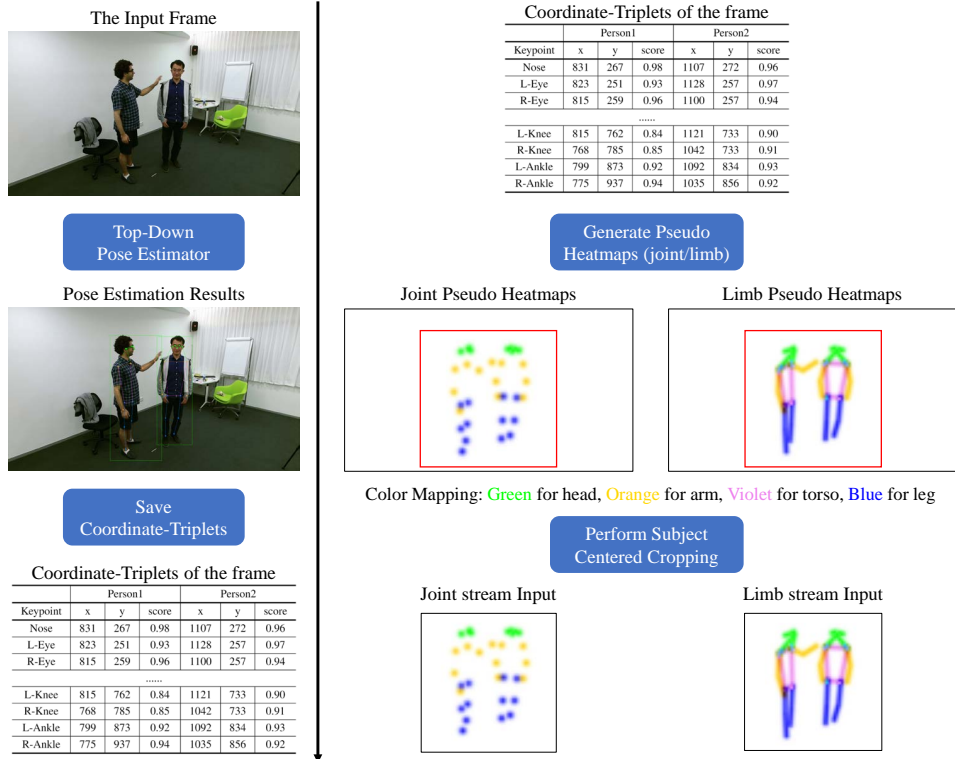 The Input Frame
Top-Down
Pose Estimator
Pose Estimation Results
Save
Coordinate-Triplets
Coordinate-Triplets of the frame
Person1 Person2
Keypoint x y score x y score
Nose 831 267 0.98 1107 272 0.96
L-Eye 823 251 0.93 1128 257 0.97
R-Eye 815 259 0.96 1100 257 0.94
......
L-Knee 815 762 0.84 1121 733 0.90
R-Knee 768 785 0.85 1042 733 0.91
L-Ankle 799 873 0.92 1092 834 0.93
R-Ankle 775 937 0.94 1035 856 0.92
Coordinate-Triplets of the frame
Person1 Person2
Keypoint x y score x y score
Nose 831 267 0.98 1107 272 0.96
L-Eye 823 251 0.93 1128 257 0.97
R-Eye 815 259 0.96 1100 257 0.94
......
L-Knee 815 762 0.84 1121 733 0.90
R-Knee 768 785 0.85 1042 733 0.91
L-Ankle 799 873 0.92 1092 834 0.93
R-Ankle 775 937 0.94 1035 856 0.92
Generate Pseudo
Heatmaps (joint/limb)
Joint Pseudo Heatmaps
Limb Pseudo Heatmaps
Color Mapping: Green for head, Orange for arm, Violet for torso, Blue for leg
Perform Subject
Centered Cropping
Joint stream Input
Limb stream Input